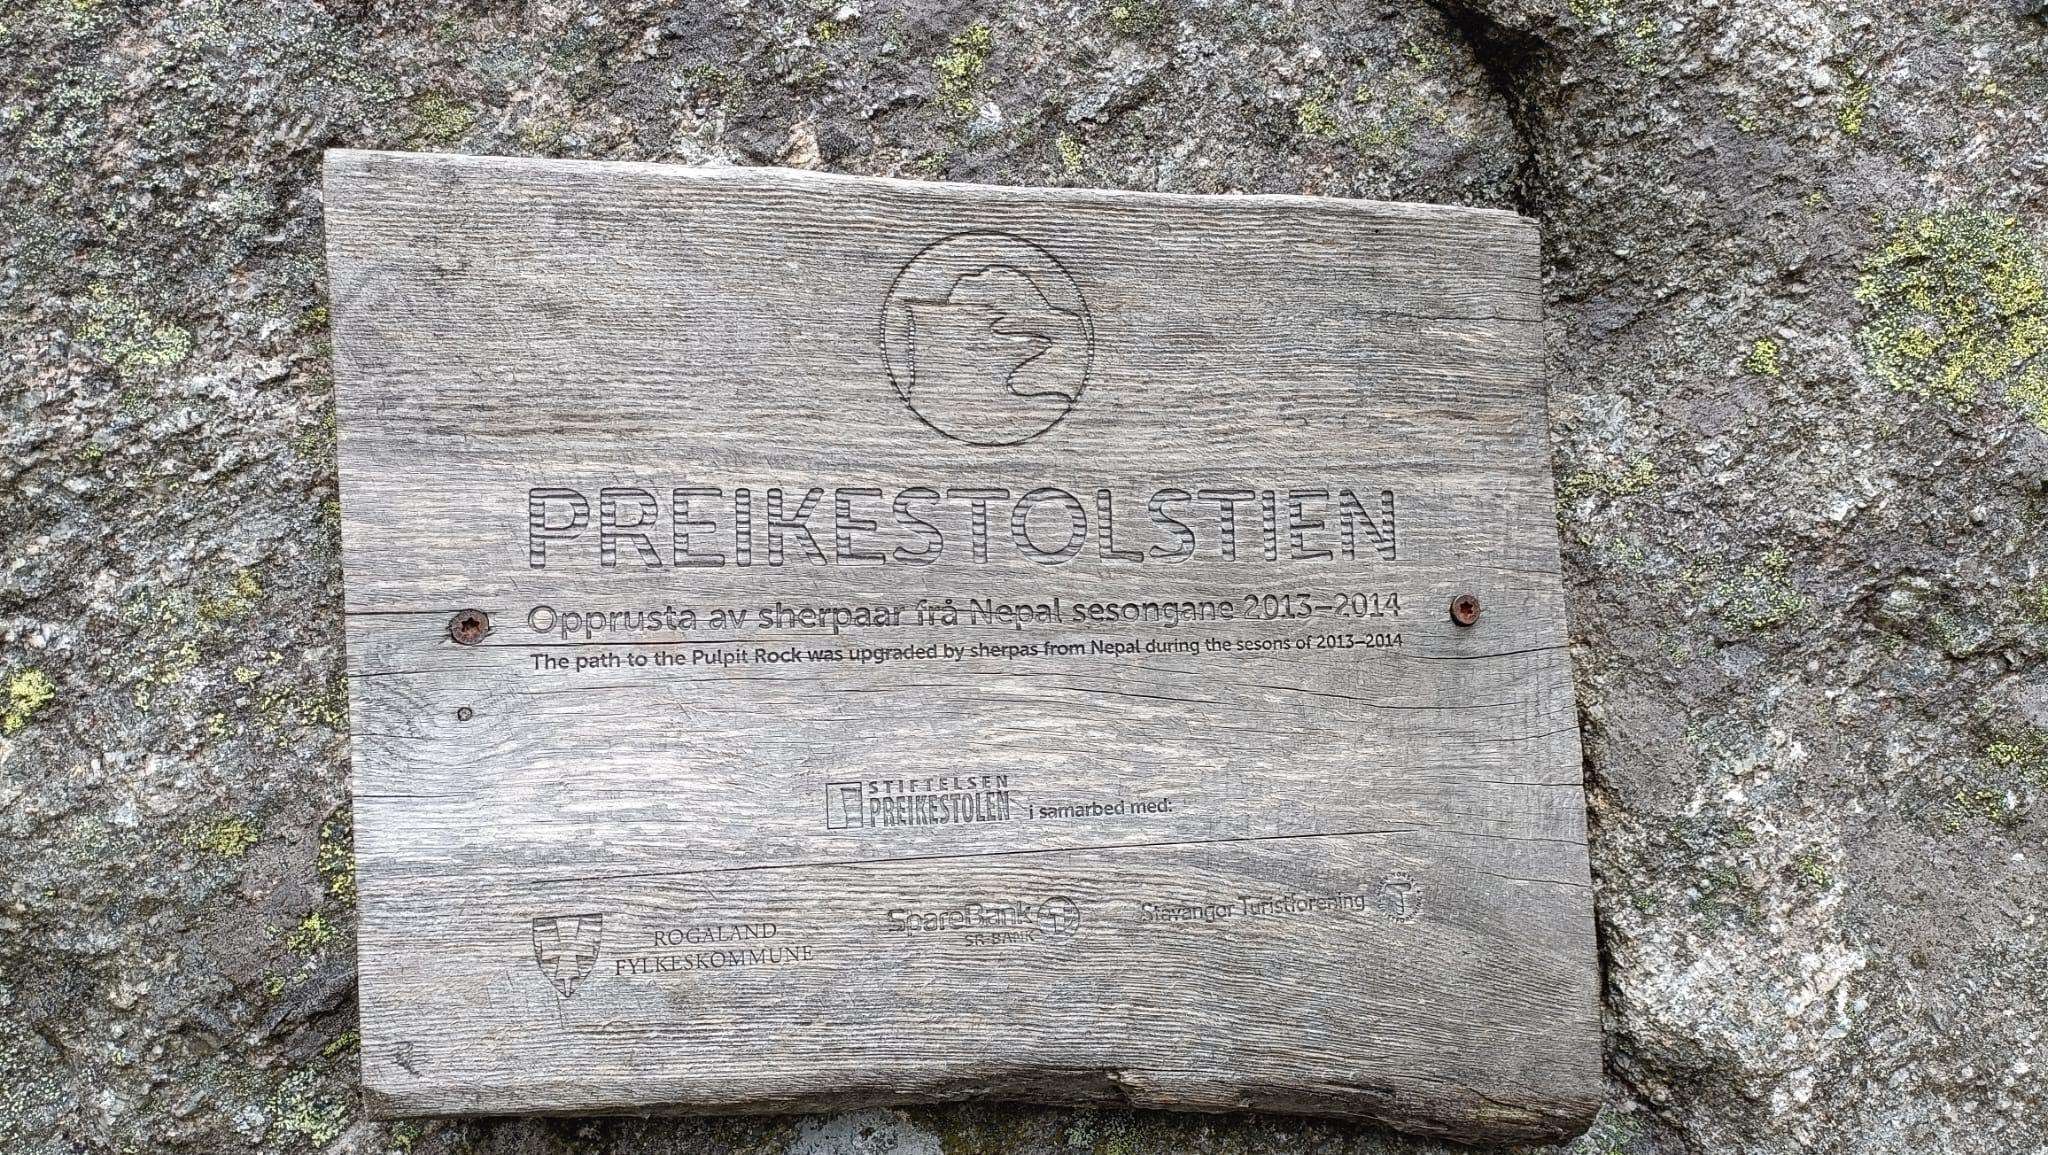 PREIKESTOLSTIEN
Opprusta av sherpaar frå Nepal sesongane 2013–2014
The path to the Pulpit Rock was upgraded by sherpas from Nepal during the sesons of 2013–2014
STIFTELSEN
PREIKESTOLEN i samarbed med:
ROGALAND
FYLKESKOMMUNE
SpareBank 1
SR-BANK
Stavanger Turistforening